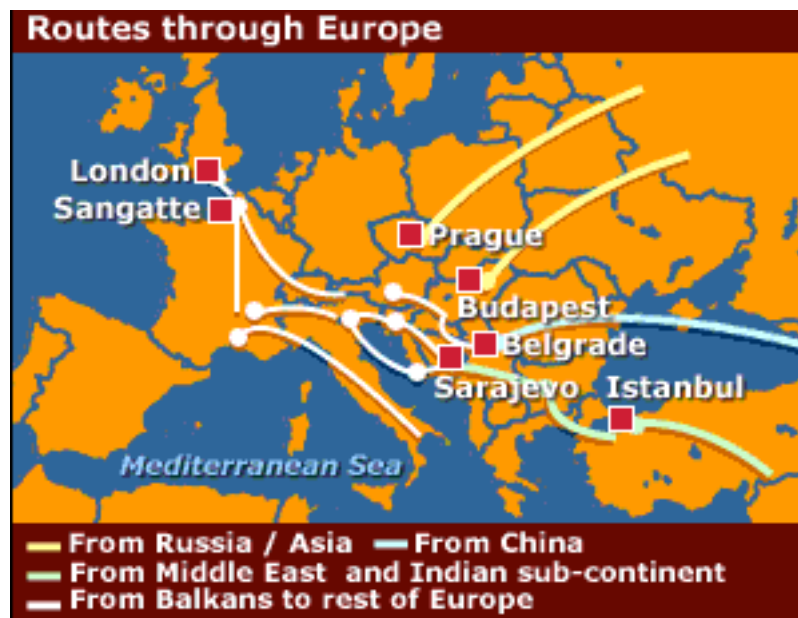 Routes through Europe
London
Sangatte
Prague
Budapest
Belgrade
Sarajevo
Istanbul
Mediterranean Sea
From Russia / Asia
From China
From Middle East and Indian sub-continent
From Balkans to rest of Europe